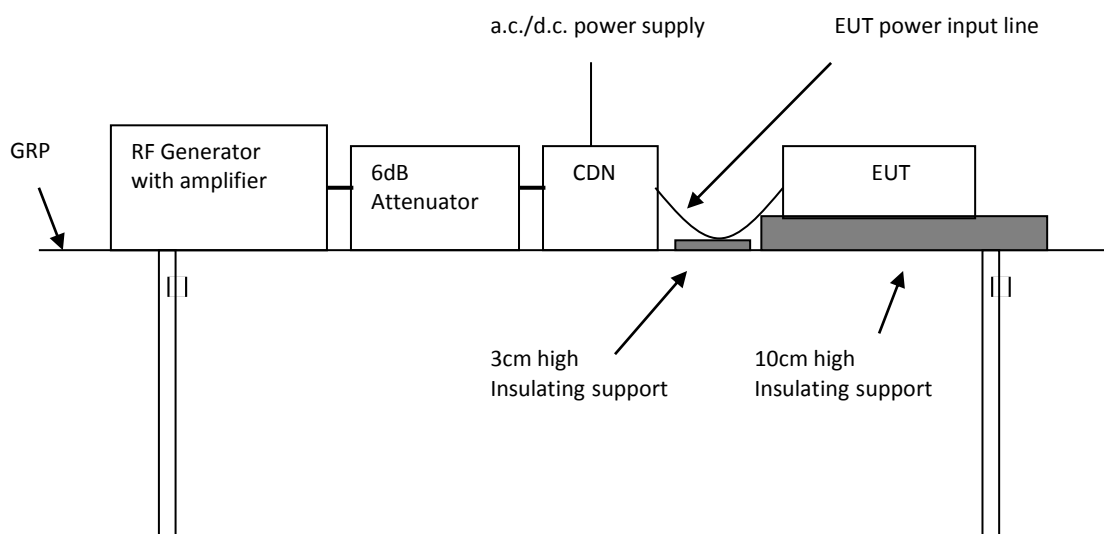 a.c./d.c. power supply
EUT power input line
GRP
RF Generator
with amplifier
6dB
Attenuator
CDN
EUT
3cm high
Insulating support
10cm high
Insulating support